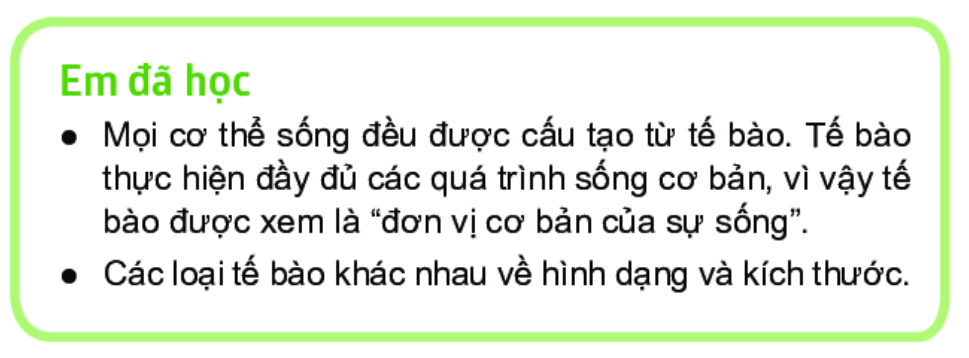 Em đã học
● Mọi cơ thể sống đều được cấu tạo từ tế bào. Tế bào
thực hiện đầy đủ các quá trình sống cơ bản, vì vậy tế
bào được xem là “đơn vị cơ bản của sự sống”.
● Các loại tế bào khác nhau về hình dạng và kích thước.